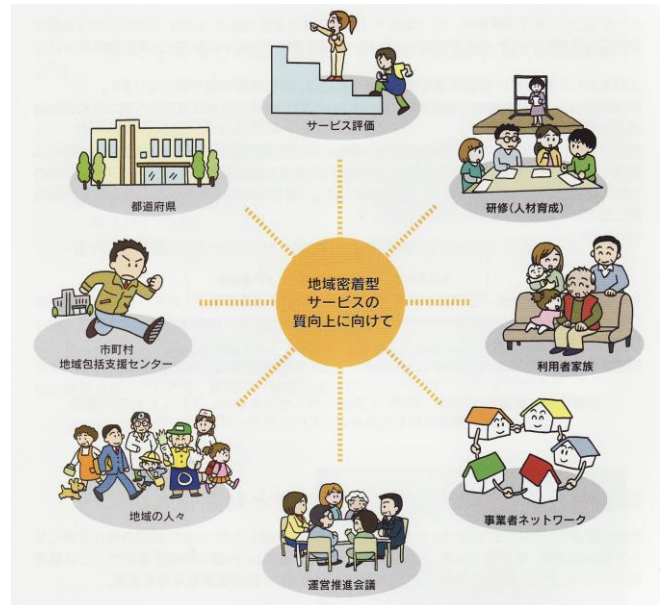 サービス評価
都道府県
研修(人材育成)
地域密着型
サービスの
質向上に向けて
市町村
地域包括支援センター
利用者家族
地域の人々
事業者ネットワーク
運営推進会議